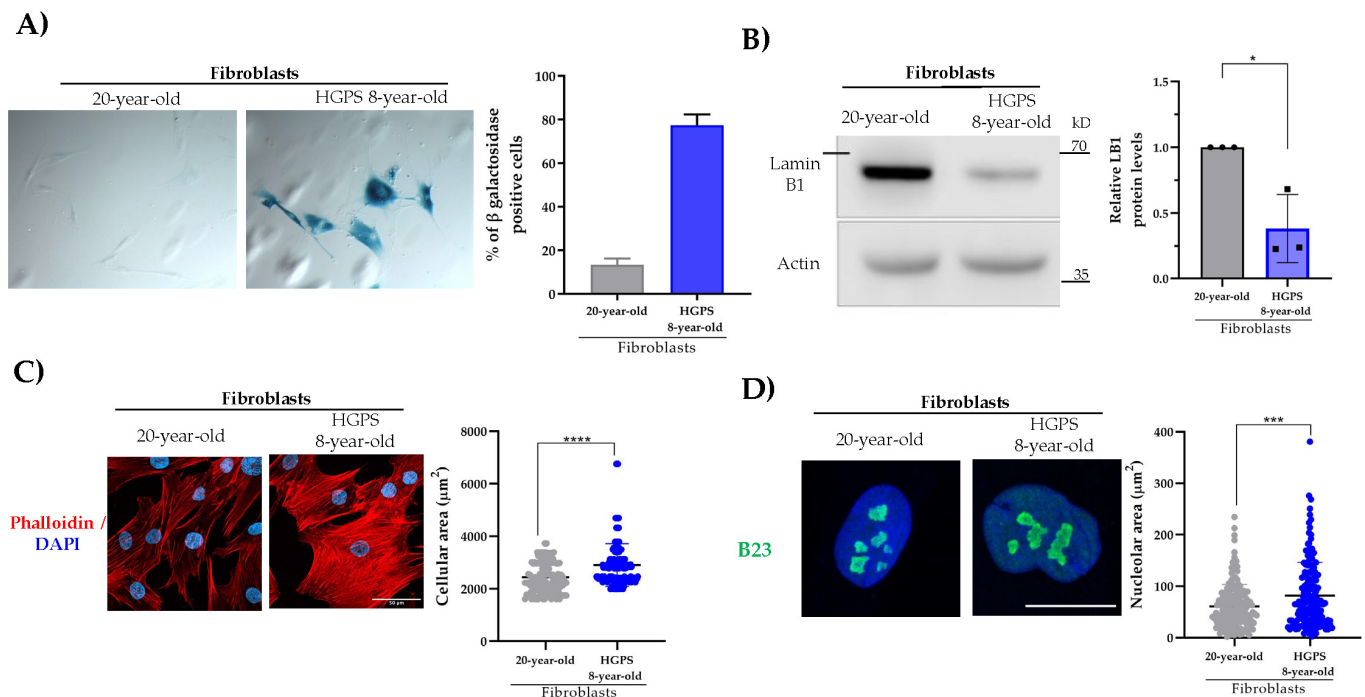 A)
Fibroblasts
20-year-old
HGPS 8-year-old
% of β galactosidase
positive cells
100
80
60
40
20
0
20-year-old
HGPS
8-year-old
Fibroblasts
B)
Fibroblasts
20-year-old
HGPS
8-year-old
kD
70
Lamin
B1
Actin
35
Relative LB1
protein levels
1.5
1.0
0.5
0.0
*
20-year-old
HGPS
8-year-old
Fibroblasts
C)
Fibroblasts
20-year-old
HGPS
8-year-old
Phalloidin /
DAPI
50 µm
Cellular area (µm²)
8000
6000
4000
2000
0
****
20-year-old
HGPS
8-year-old
Fibroblasts
D)
Fibroblasts
20-year-old
HGPS
8-year-old
B23
Nucleolar area (µm²)
400
300
200
100
0
***
20-year-old
HGPS
8-year-old
Fibroblasts